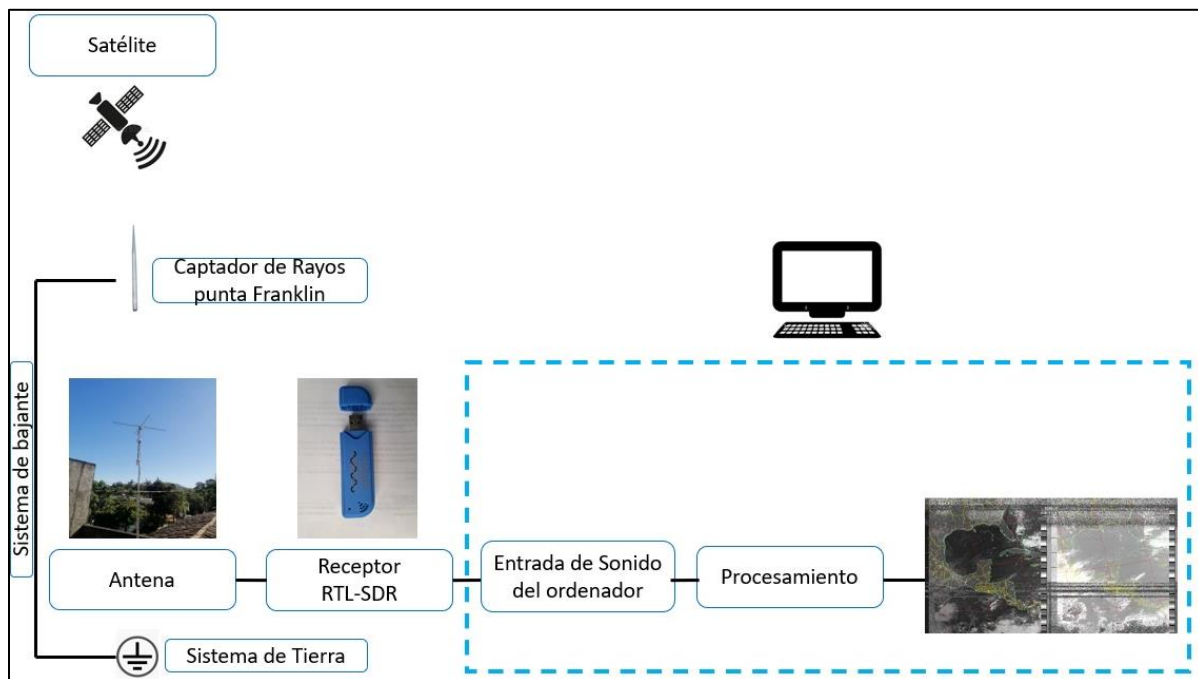 Satélite
Captador de Rayos
punta Franklin
Sistema de bajante
Antena
Receptor
RTL-SDR
Entrada de Sonido
del ordenador
Procesamiento
Sistema de Tierra